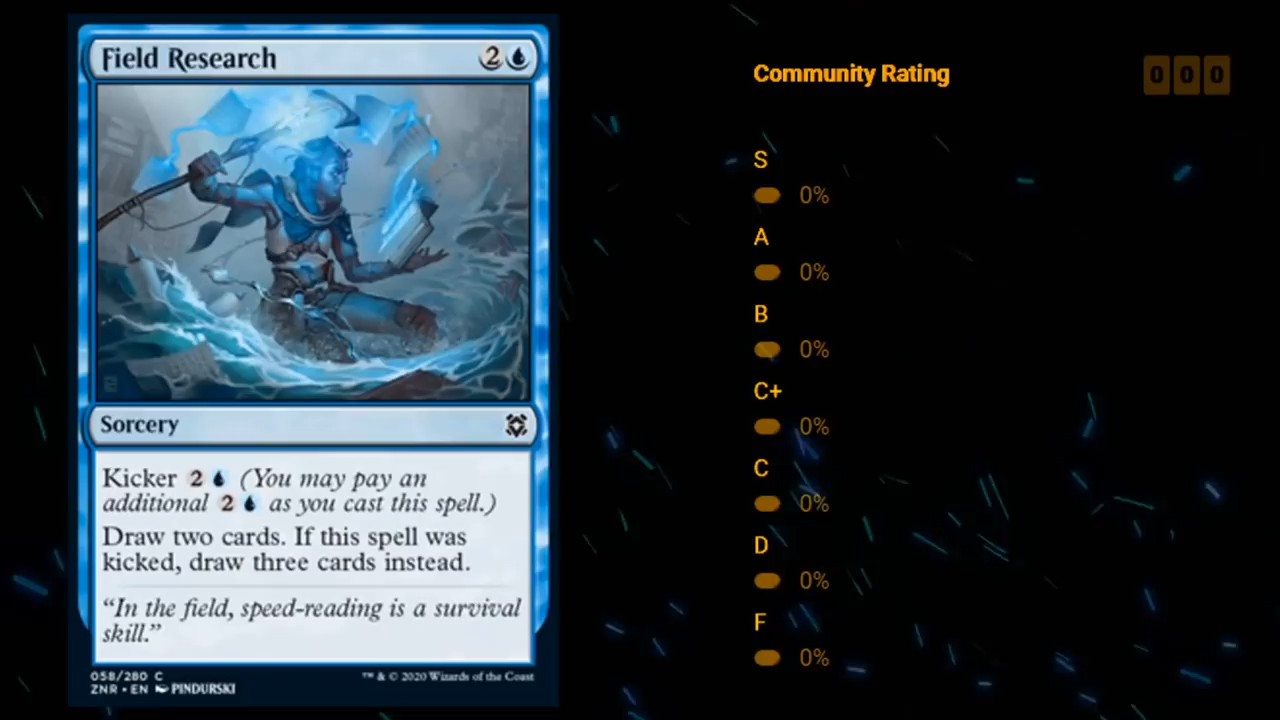 Field Research 2
Community Rating 0 0 0
S
0%
A
0%
B
0%
C+
0%
C
0%
D
0%
F
0%
Sorcery
Kicker 2 (You may pay an
additional 2 as you cast this spell.)
Draw two cards. If this spell was
kicked, draw three cards instead.
“In the field, speed-reading is a survival
skill.”
058/280 C
ZNR • EN PINDURSKI
™ & © 2020 Wizards of the Coast